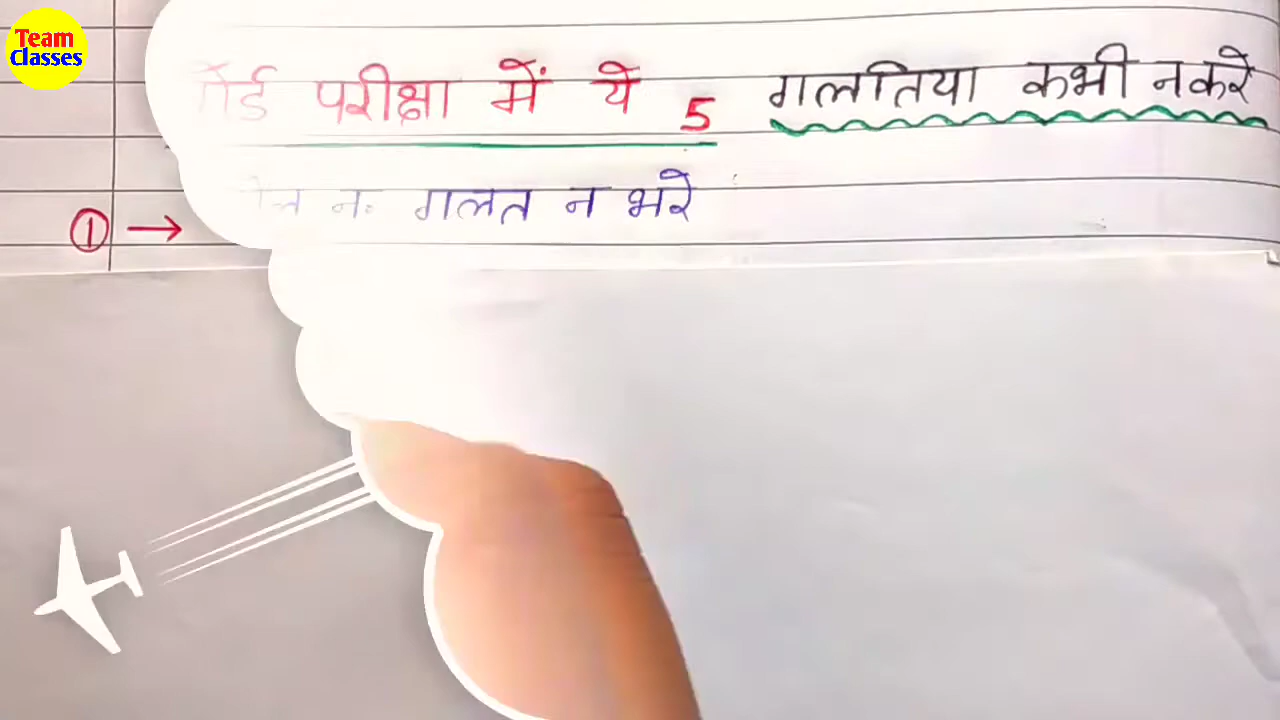 Team
Classes
परीक्षा में ये 5 गलतिया कभी न करे
① → नः गलत न भरे